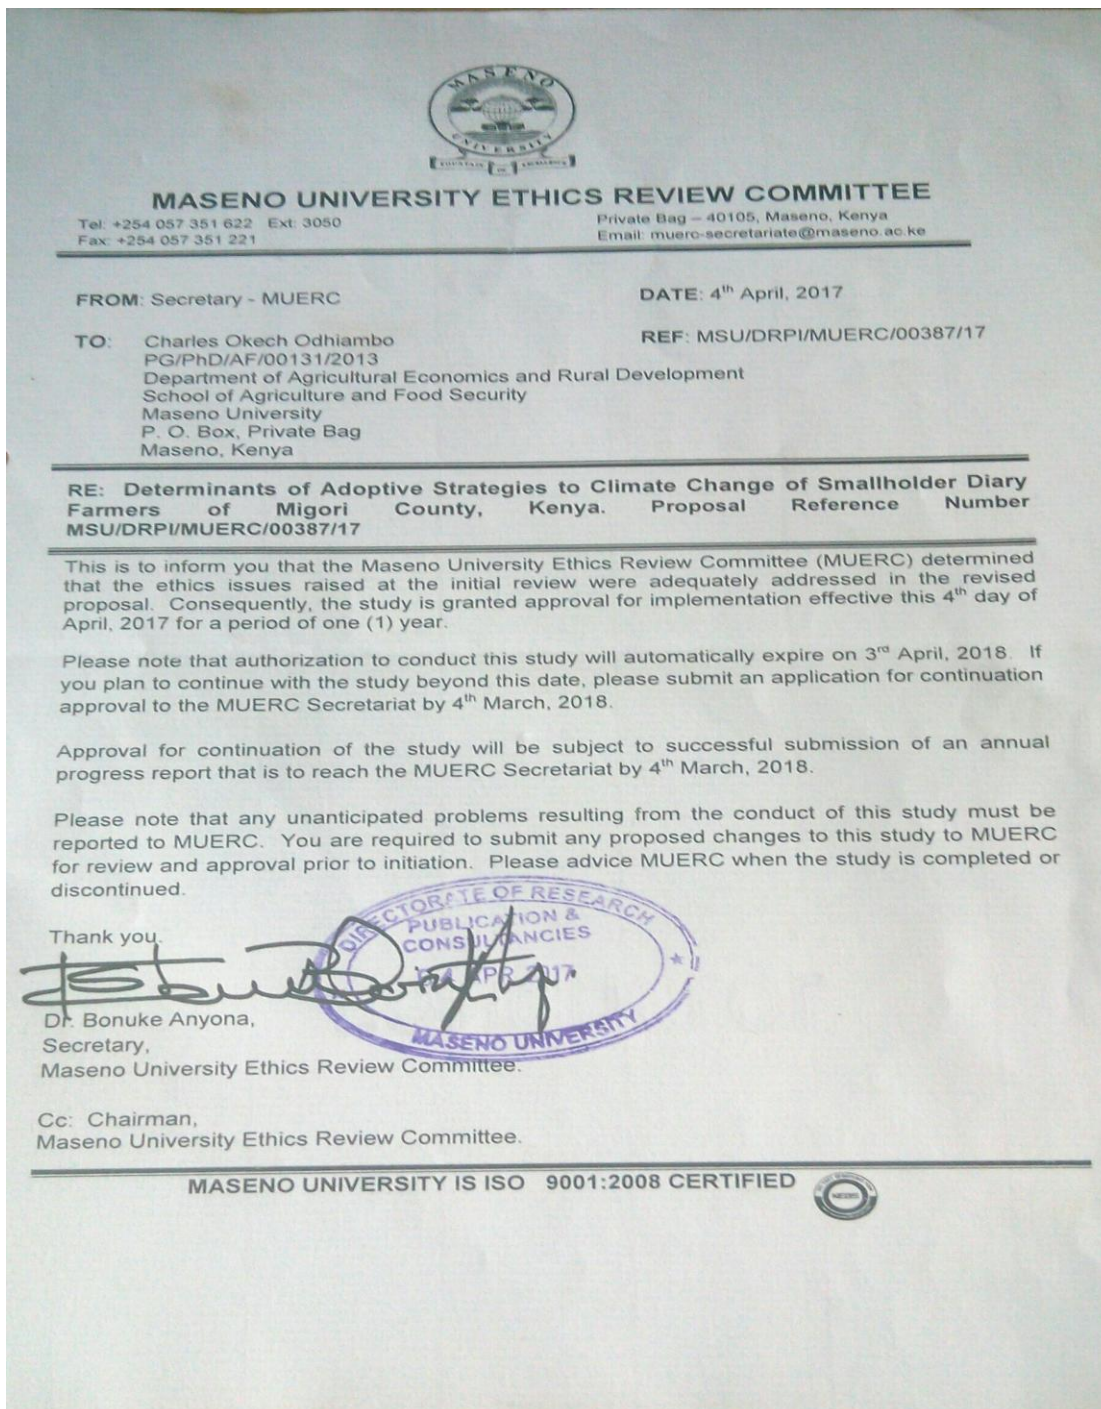 MASENO
UNIVERSITY
MASENO UNIVERSITY ETHICS REVIEW COMMITTEE
Tel: +254 057 351 622 Ext: 3050
Fax: +254 057 351 221
Private Bag – 40105, Maseno, Kenya
Email: muerc-secretariate@maseno.ac.ke
FROM: Secretary - MUERC
DATE: 4th April, 2017
TO: Charles Okech Odhiambo
REF: MSU/DRPI/MUERC/00387/17
PG/PhD/AF/00131/2013
Department of Agricultural Economics and Rural Development
School of Agriculture and Food Security
Maseno University
P. O. Box, Private Bag
Maseno, Kenya
RE: Determinants of Adoptive Strategies to Climate Change of Smallholder Diary
Farmers of Migori County, Kenya. Proposal Reference Number
MSU/DRPI/MUERC/00387/17
This is to inform you that the Maseno University Ethics Review Committee (MUERC) determined
that the ethics issues raised at the initial review were adequately addressed in the revised
proposal. Consequently, the study is granted approval for implementation effective this 4th day of
April, 2017 for a period of one (1) year.
Please note that authorization to conduct this study will automatically expire on 3rd April, 2018. If
you plan to continue with the study beyond this date, please submit an application for continuation
approval to the MUERC Secretariat by 4th March, 2018.
Approval for continuation of the study will be subject to successful submission of an annual
progress report that is to reach the MUERC Secretariat by 4th March, 2018.
Please note that any unanticipated problems resulting from the conduct of this study must be
reported to MUERC. You are required to submit any proposed changes to this study to MUERC
for review and approval prior to initiation. Please advice MUERC when the study is completed or
discontinued.
Thank you.
DIRECTORATE OF RESEARCH
PUBLICATION &
CONSULTANCIES
04 APR 2017
MASENO UNIVERSITY
Dr. Bonuke Anyona,
Secretary,
Maseno University Ethics Review Committee.
Cc: Chairman,
Maseno University Ethics Review Committee.
MASENO UNIVERSITY IS ISO 9001:2008 CERTIFIED